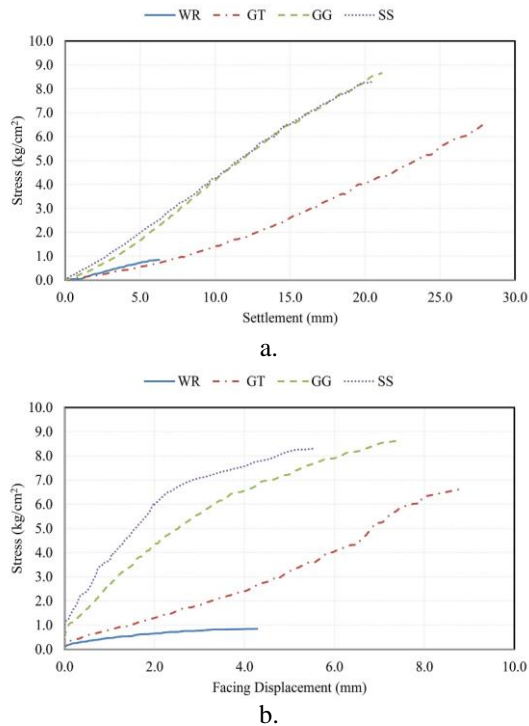 WR GT GG SS
10.0
9.0
8.0
7.0
6.0
5.0
4.0
3.0
2.0
1.0
0.0
Stress (kg/cm²)
0.0 5.0 10.0 15.0 20.0 25.0 30.0
Settlement (mm)
a.
WR GT GG SS
10.0
9.0
8.0
7.0
6.0
5.0
4.0
3.0
2.0
1.0
0.0
Stress (kg/cm²)
0.0 2.0 4.0 6.0 8.0 10.0
Facing Displacement (mm)
b.